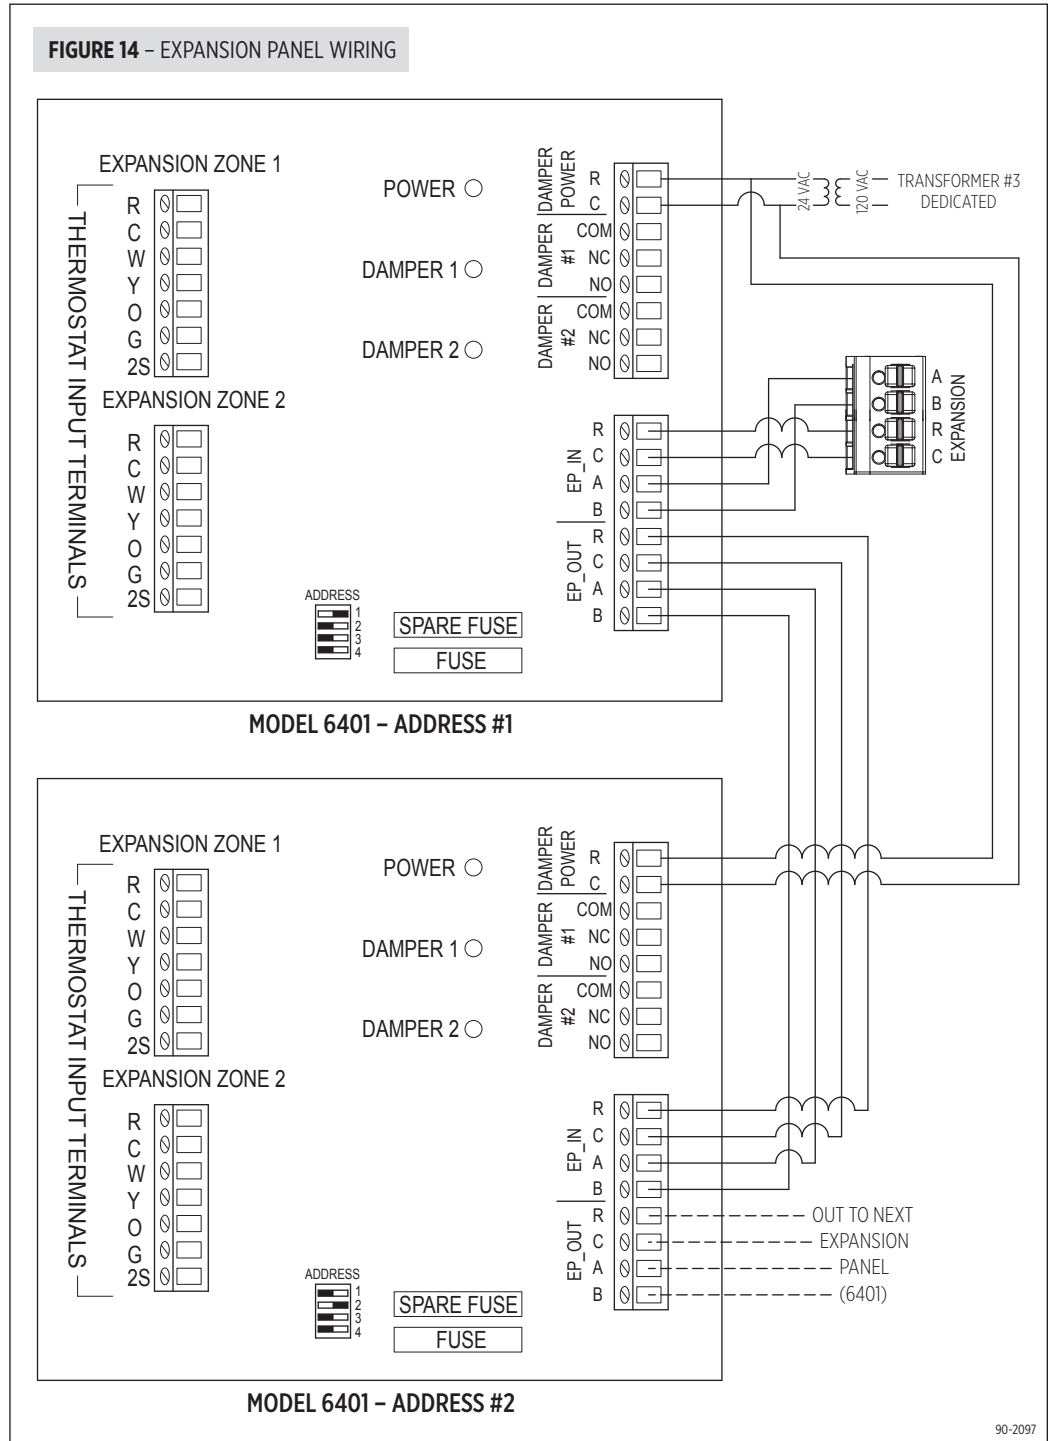 FIGURE 14 – EXPANSION PANEL WIRING
EXPANSION ZONE 1
THERMOSTAT INPUT TERMINALS
R
C
W
Y
O
G
2S
EXPANSION ZONE 2
R
C
W
Y
O
G
2S
POWER
DAMPER 1
DAMPER 2
ADDRESS
1
2
3
4
SPARE FUSE
FUSE
DAMPER
POWER
R
C
DAMPER
#1
COM
NC
NO
DAMPER
#2
COM
NC
NO
EP_IN
R
C
A
B
EP_OUT
R
C
A
B
24 VAC
120 VAC
TRANSFORMER #3
DEDICATED
A
B
R
C
EXPANSION
MODEL 6401 – ADDRESS #1
EXPANSION ZONE 1
THERMOSTAT INPUT TERMINALS
R
C
W
Y
O
G
2S
EXPANSION ZONE 2
R
C
W
Y
O
G
2S
POWER
DAMPER 1
DAMPER 2
ADDRESS
1
2
3
4
SPARE FUSE
FUSE
DAMPER
POWER
R
C
DAMPER
#1
COM
NC
NO
DAMPER
#2
COM
NC
NO
EP_IN
R
C
A
B
EP_OUT
R
C
A
B
OUT TO NEXT
EXPANSION
PANEL
(6401)
MODEL 6401 – ADDRESS #2
90-2097